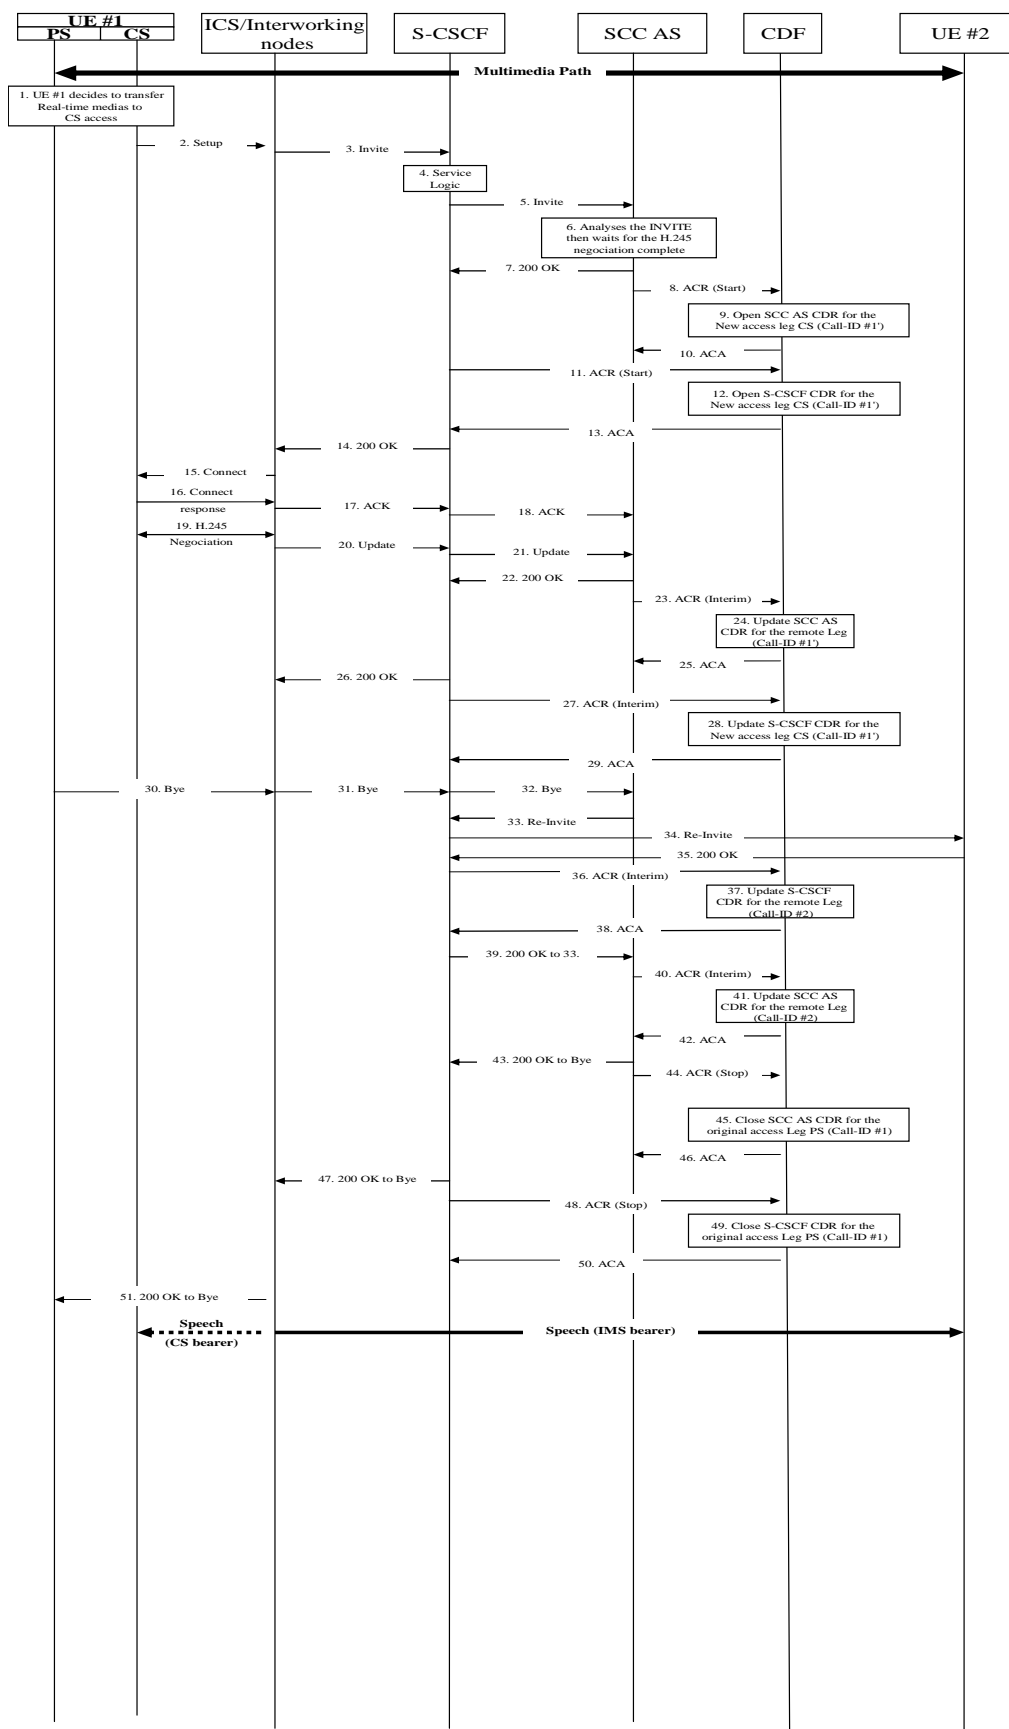 UE #1
PS
CS
ICS/Interworking
nodes
S-CSCF
SCC AS
CDF
UE #2
Multimedia Path
1. UE #1 decides to transfer
Real-time medias to
CS access
2. Setup
3. Invite
4. Service
Logic
5. Invite
6. Analyses the INVITE
then waits for the H.245
negociation complete
7. 200 OK
8. ACR (Start)
9. Open SCC AS CDR for the
New access leg CS (Call-ID #1')
10. ACA
11. ACR (Start)
12. Open S-CSCF CDR for the
New access leg CS (Call-ID #1')
13. ACA
14. 200 OK
15. Connect
16. Connect
response
17. ACK
18. ACK
19. H.245
Negociation
20. Update
21. Update
22. 200 OK
23. ACR (Interim)
24. Update SCC AS
CDR for the remote Leg
(Call-ID #1')
25. ACA
26. 200 OK
27. ACR (Interim)
28. Update S-CSCF CDR for the
New access leg CS (Call-ID #1')
29. ACA
30. Bye
31. Bye
32. Bye
33. Re-Invite
34. Re-Invite
35. 200 OK
36. ACR (Interim)
37. Update S-CSCF
CDR for the remote Leg
(Call-ID #2)
38. ACA
39. 200 OK to 33.
40. ACR (Interim)
41. Update SCC AS
CDR for the remote Leg
(Call-ID #2)
42. ACA
43. 200 OK to Bye
44. ACR (Stop)
45. Close SCC AS CDR for the
original access Leg PS (Call-ID #1)
46. ACA
47. 200 OK to Bye
48. ACR (Stop)
49. Close S-CSCF CDR for the
original access Leg PS (Call-ID #1)
50. ACA
51. 200 OK to Bye
Speech
(CS bearer)
Speech (IMS bearer)